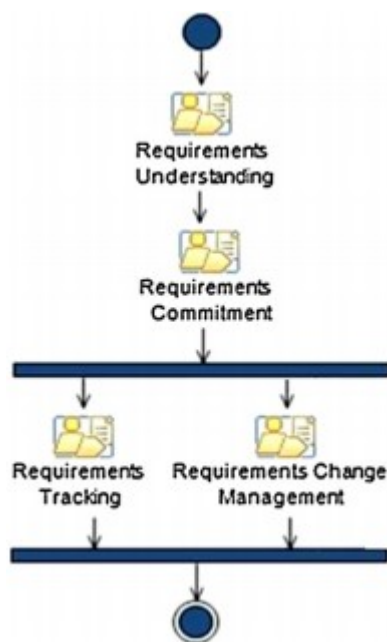 Requirements
Understanding
Requirements
Commitment
Requirements
Tracking
Requirements Change
Management